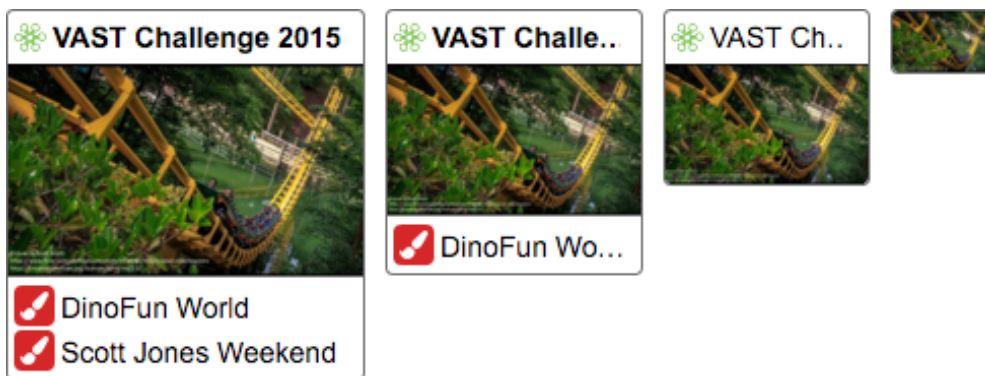 VAST Challenge 2015
DinoFun World
Scott Jones Weekend
VAST Challe...
DinoFun Wo...
VAST Ch..